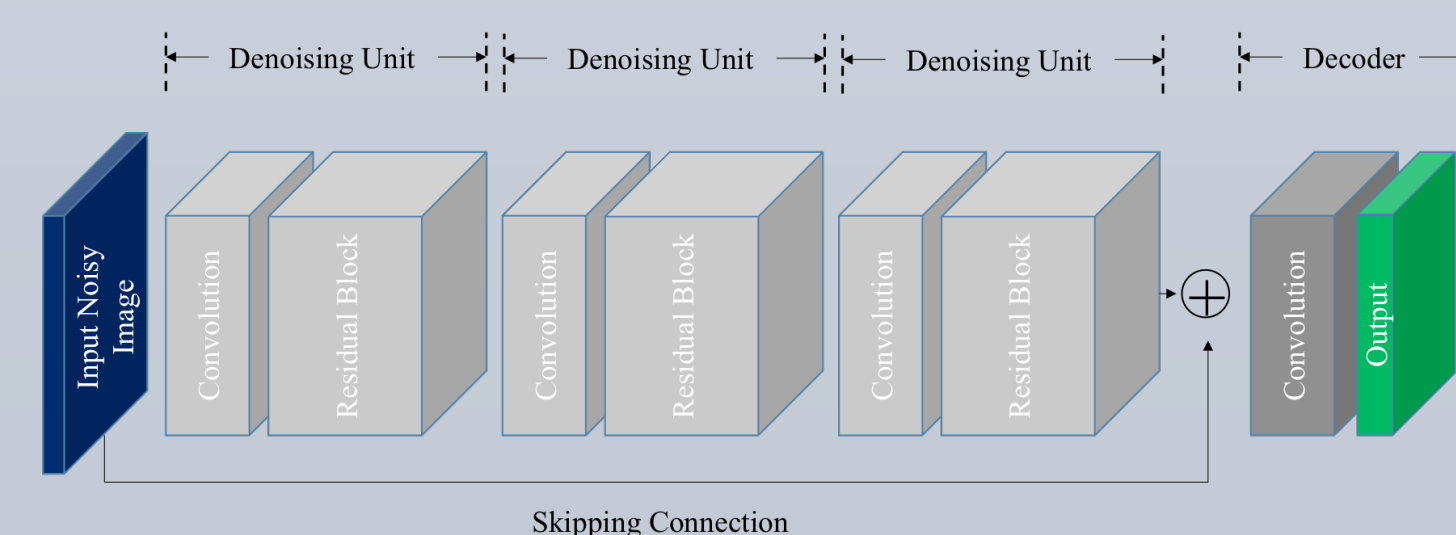 Denoising Unit
Denoising Unit
Denoising Unit
Decoder
Input Noisy
Image
Convolution
Residual Block
Convolution
Residual Block
Convolution
Residual Block
Convolution
Output
Skipping Connection